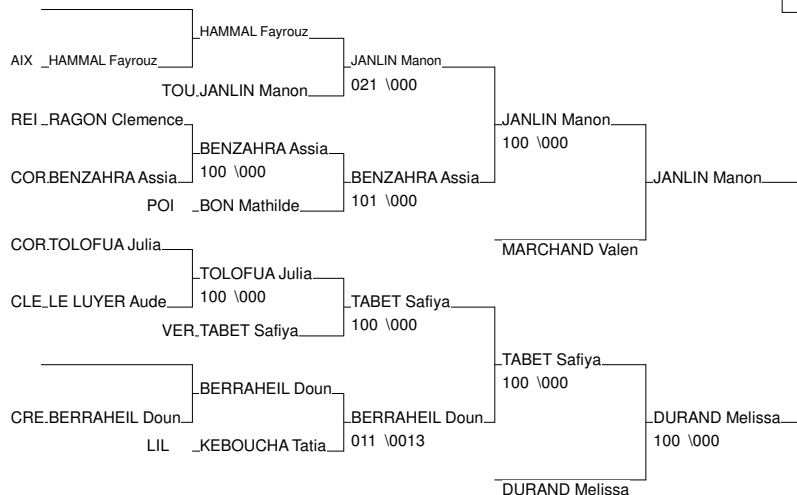 HAMMAL Fayrouz
AIX HAMMAL Fayrouz
JANLIN Manon
021 \000
TOU JANLIN Manon
REI RAGON Clemence
JANLIN Manon
100 \000
BENZAHRA Assia
100 \000
COR BENZAHRA Assia
BENZAHRA Assia
101 \000
JANLIN Manon
POI BON Mathilde
COR TOLOFUA Julia
MARCHAND Valen
TOLOFUA Julia
100 \000
CLE LE LUYER Aude
TABET Safiya
100 \000
VER TABET Safiya
TABET Safiya
100 \000
BERRAHEIL Doun
CRE BERRAHEIL Doun
BERRAHEIL Doun
011 \0013
DURAND Melissa
100 \000
LIL KEBOUCHA Tatia
DURAND Melissa